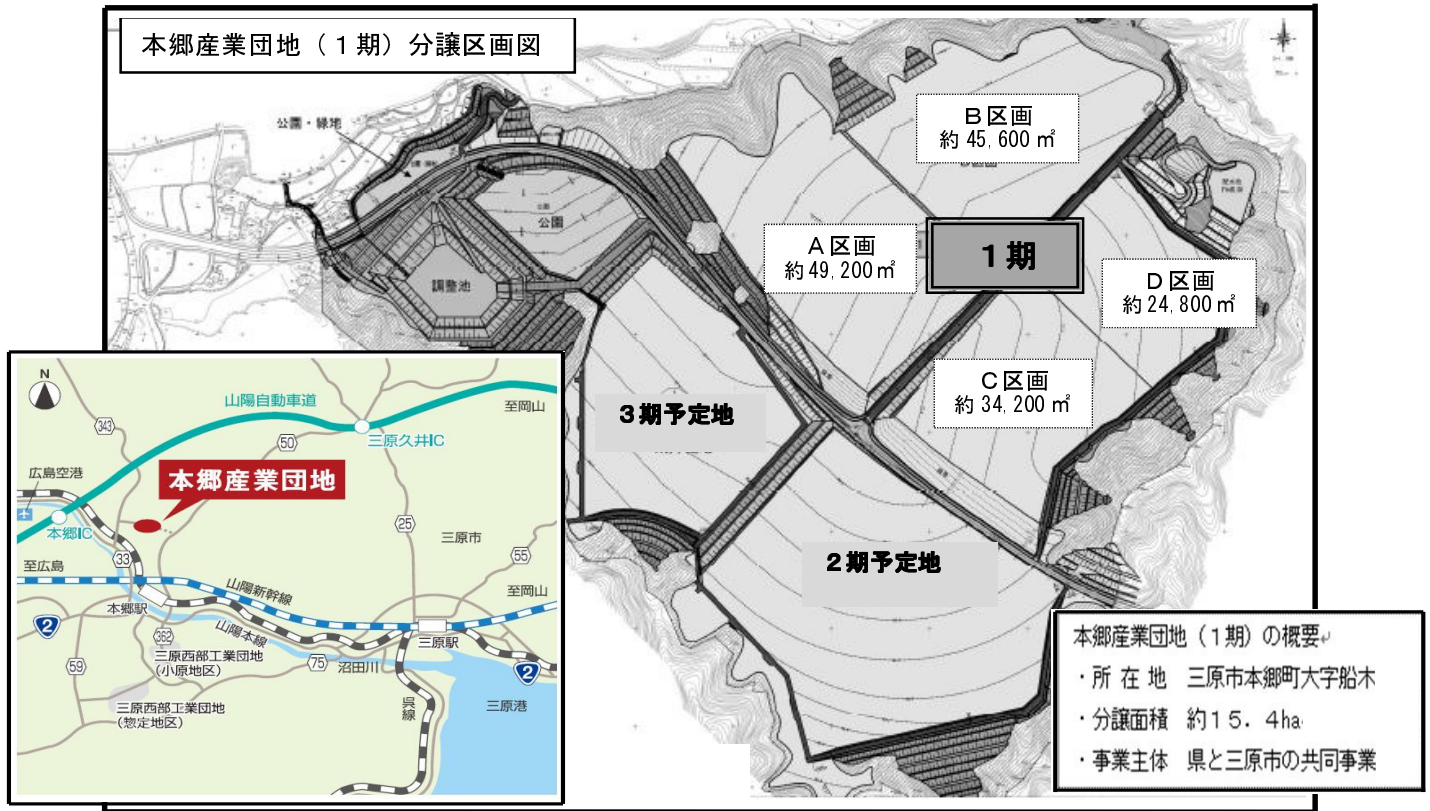 本郷産業団地（１期）分譲区画図
公園・緑地
公園
調整池
Ｂ区画
約 45,600 ㎡
Ａ区画
約 49,200 ㎡
１期
Ｄ区画
約 24,800 ㎡
Ｃ区画
約 34,200 ㎡
３期予定地
２期予定地
N
山陽自動車道
至岡山
343
50
三原久井IC
広島空港
本郷産業団地
本郷IC
25
三原市
33
55
至広島
山陽新幹線
至岡山
本郷駅
2
山陽本線
三原駅
362
三原西部工業団地
（小原地区）
75
沼田川
2
59
三原西部工業団地
（惣定地区）
呉線
三原港
本郷産業団地（１期）の概要
・所 在 地　三原市本郷町大字船木
・分譲面積　約１５．４ha
・事業主体　県と三原市の共同事業